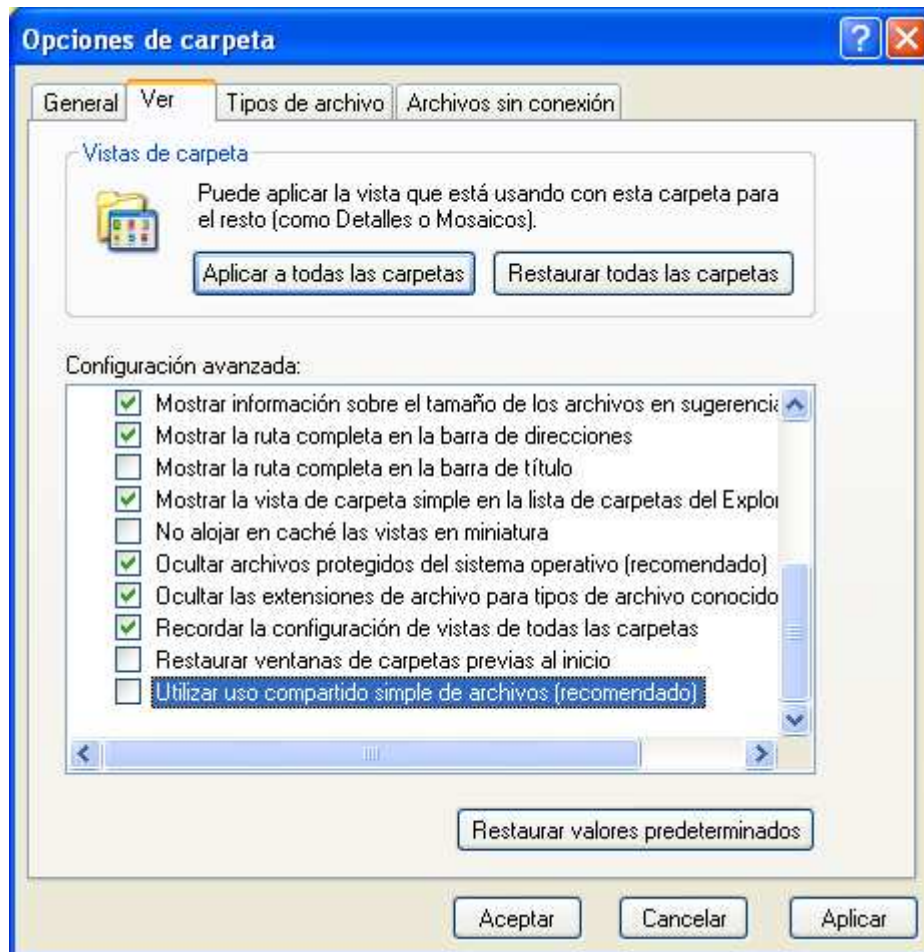 Opciones de carpeta
General Ver Tipos de archivo Archivos sin conexión
Vistas de carpeta
Puede aplicar la vista que está usando con esta carpeta para
el resto (como Detalles o Mosaicos).
Aplicar a todas las carpetas Restaurar todas las carpetas
Configuración avanzada:
Mostrar información sobre el tamaño de los archivos en sugerencia
Mostrar la ruta completa en la barra de direcciones
Mostrar la ruta completa en la barra de título
Mostrar la vista de carpeta simple en la lista de carpetas del Explor
No alojar en caché las vistas en miniatura
Ocultar archivos protegidos del sistema operativo (recomendado)
Ocultar las extensiones de archivo para tipos de archivo conocido
Recordar la configuración de vistas de todas las carpetas
Restaurar ventanas de carpetas previas al inicio
Utilizar uso compartido simple de archivos (recomendado)
Restaurar valores predeterminados
Aceptar Cancelar Aplicar